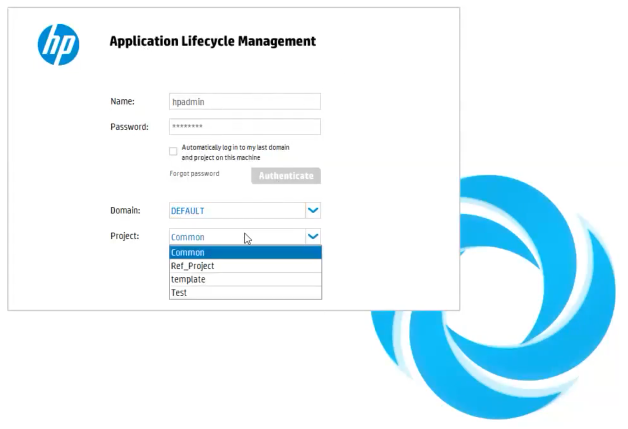 hp
Application Lifecycle Management
Name: hpadmin
Password: ********
Automatically log in to my last domain
and project on this machine
Forgot password Authenticate
Domain: DEFAULT
Project: Common
Common
Ref_Project
template
Test